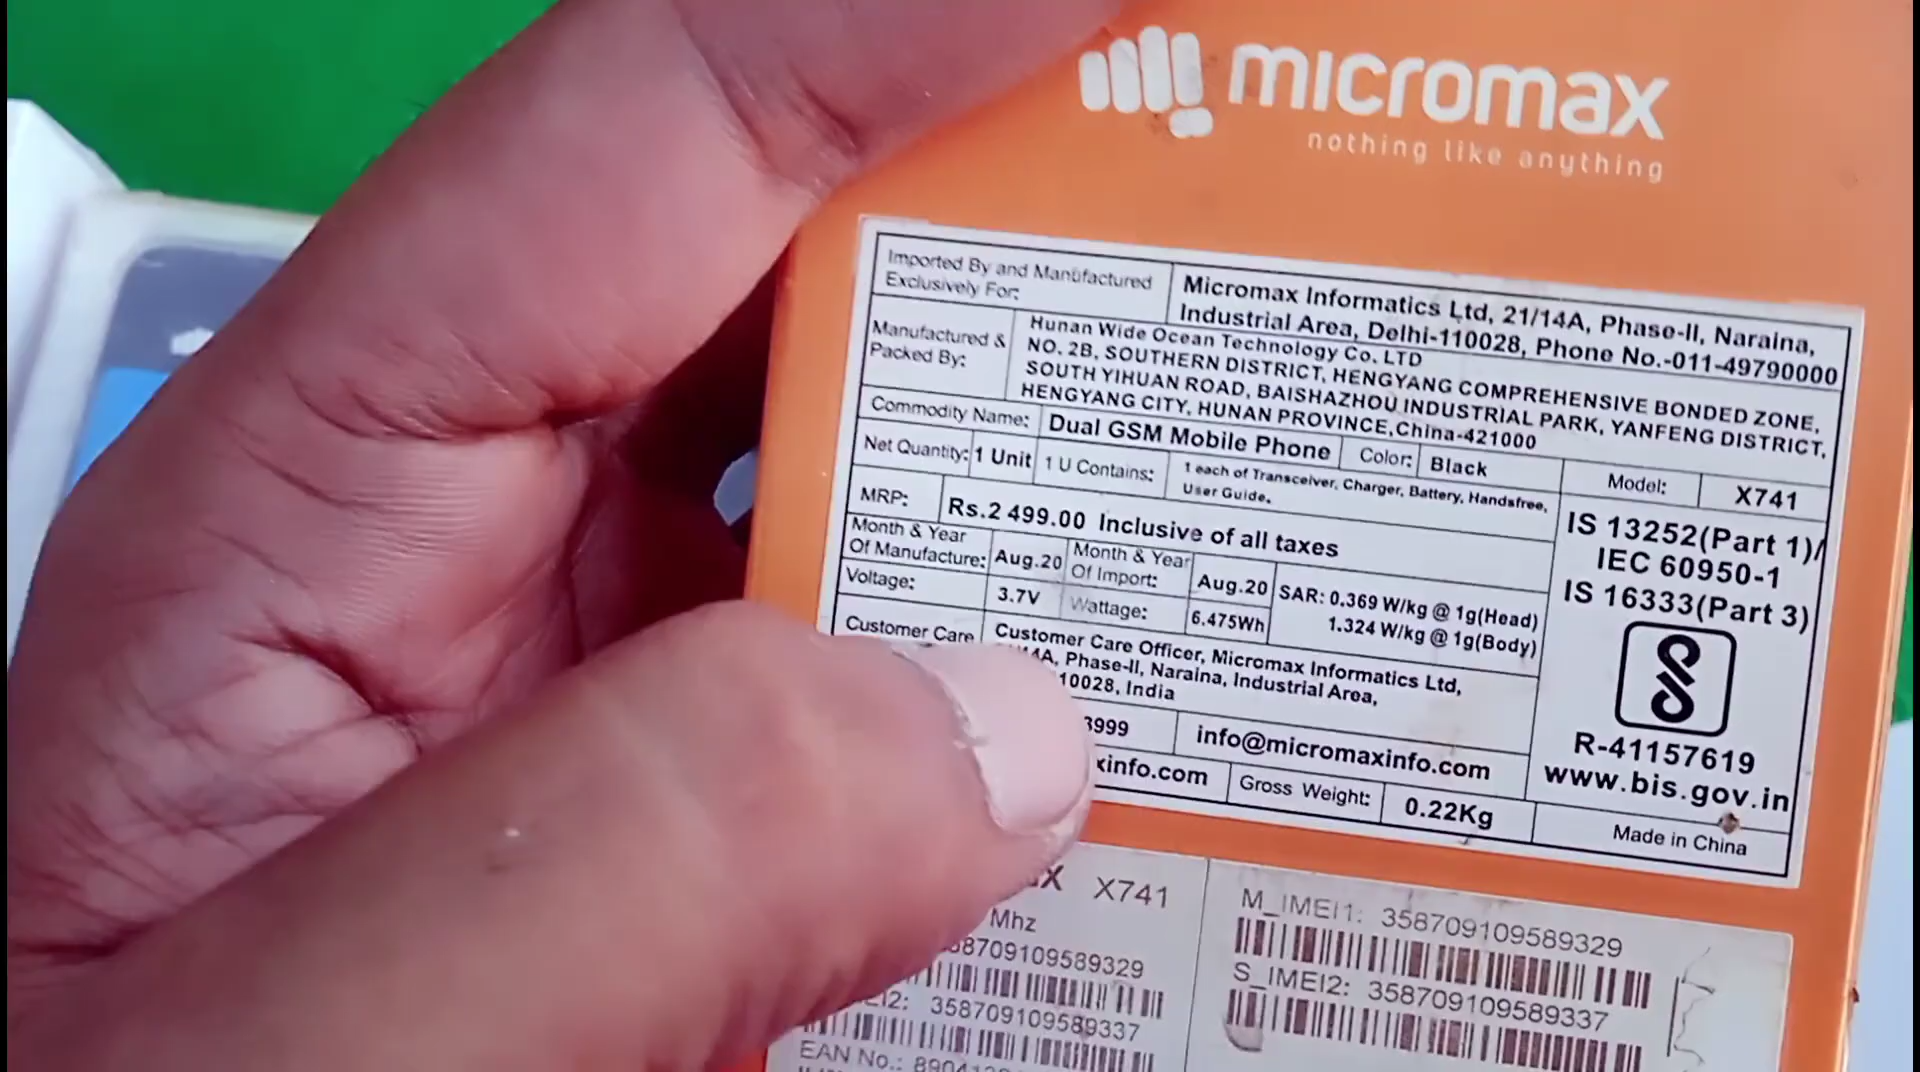 micromax
nothing like anything
Imported By and Manufactured
Exclusively For:
Micromax Informatics Ltd, 21/14A, Phase-II, Naraina,
Industrial Area, Delhi-110028, Phone No.-011-49790000
Manufactured &
Packed By:
Hunan Wide Ocean Technology Co. LTD
NO. 2B, SOUTHERN DISTRICT, HENGYANG COMPREHENSIVE BONDED ZONE,
SOUTH YIHUAN ROAD, BAISHAZHOU INDUSTRIAL PARK, YANFENG DISTRICT,
HENGYANG CITY, HUNAN PROVINCE,China-421000
Commodity Name: Dual GSM Mobile Phone Color: Black
Model: X741
Net Quantity: 1 Unit 1 U Contains:
1 each of Transceiver, Charger, Battery, Handsfree,
User Guide.
MRP: Rs.2 499.00 Inclusive of all taxes
Month & Year
Of Manufacture: Aug.20
Month & Year
Of Import: Aug.20
Voltage: 3.7V Wattage: 6.475Wh
SAR: 0.369 W/kg @ 1g(Head)
1.324 W/kg @ 1g(Body)
IS 13252(Part 1)/
IEC 60950-1
IS 16333(Part 3)
R-41157619
www.bis.gov.in
Customer Care
Customer Care Officer, Micromax Informatics Ltd,
Phase-II, Naraina, Industrial Area,
10028, India
3999 info@micromaxinfo.com
xinfo.com Gross Weight: 0.22Kg
Made in China
X741
Mhz
58709109589329
EI2: 358709109589337
EAN No.: 89041
M_IMEI1: 358709109589329
S_IMEI2: 358709109589337